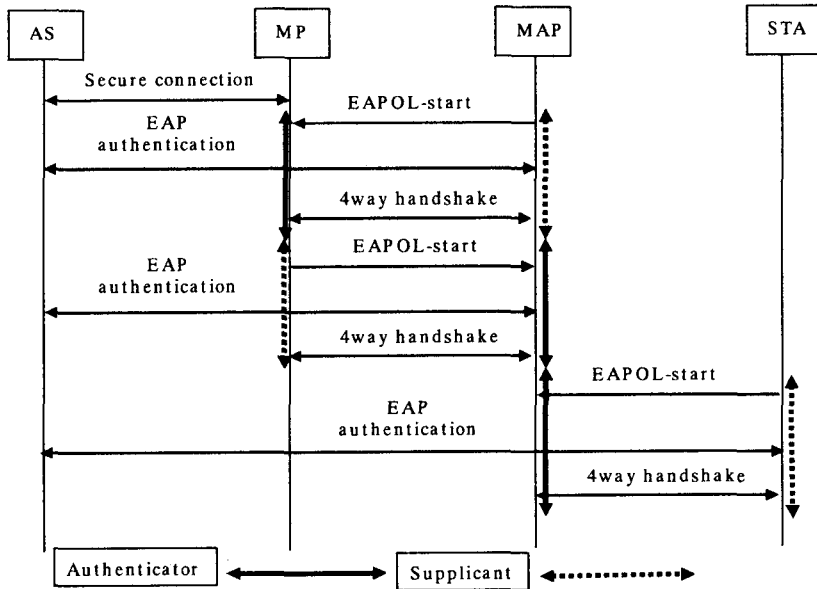 AS
MP
MAP
STA
Secure connection
EAPOL-start
EAP
authentication
4way handshake
EAPOL-start
EAP
authentication
4way handshake
EAPOL-start
EAP
authentication
4way handshake
Authenticator
Supplicant